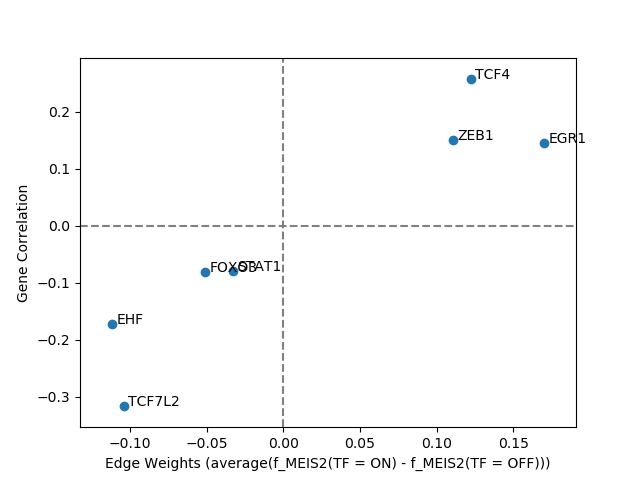 TCF4
ZEB1
EGR1
FOXO3
STAT1
EHF
TCF7L2
0.2
0.1
0.0
−0.1
−0.2
−0.3
Gene Correlation
−0.10
−0.05
0.00
0.05
0.10
0.15
Edge Weights (average(f_MEIS2(TF = ON) - f_MEIS2(TF = OFF)))